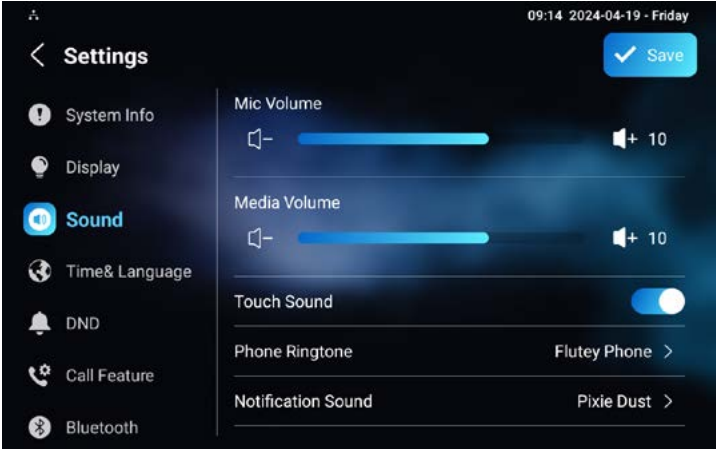 09:14 2024-04-19 - Friday
Settings
Save
System Info
Display
Sound
Time& Language
DND
Call Feature
Bluetooth
Mic Volume
10
Media Volume
10
Touch Sound
Phone Ringtone Flutey Phone
Notification Sound Pixie Dust